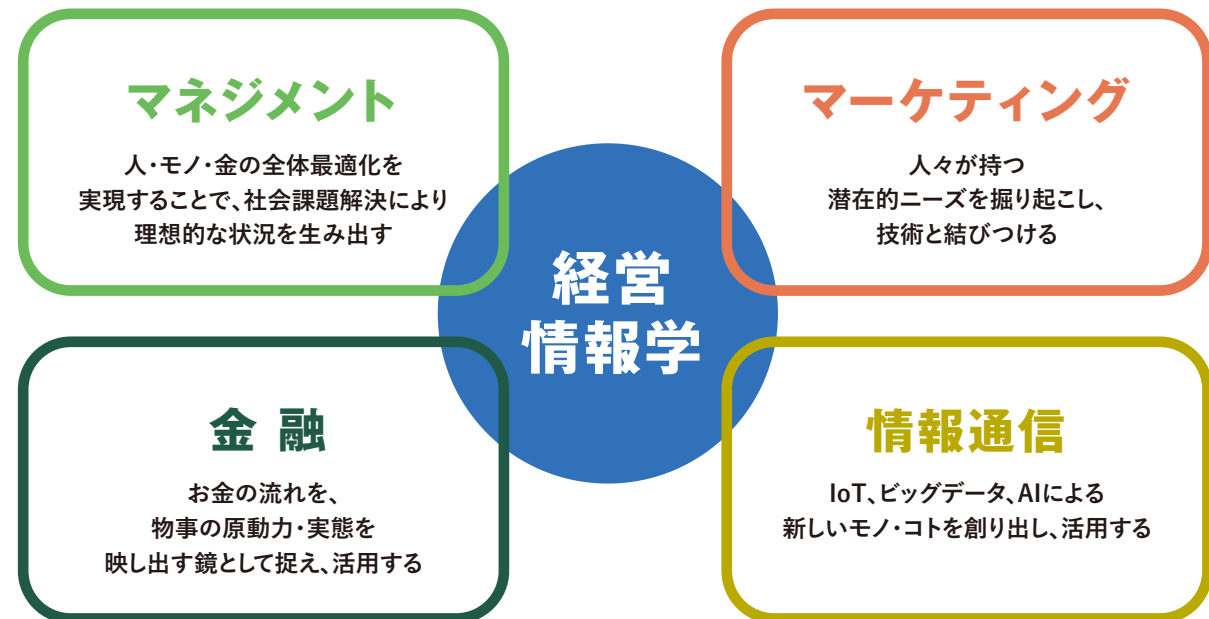 マネジメント
人・モノ・金の全体最適化を
実現することで、社会課題解決により
理想的な状況を生み出す
マーケティング
人々が持つ
潜在的ニーズを掘り起こし、
技術と結びつける
経営
情報学
金 融
お金の流れを、
物事の原動力・実態を
映し出す鏡として捉え、活用する
情報通信
IoT、ビッグデータ、AIによる
新しいモノ・コトを創り出し、活用する